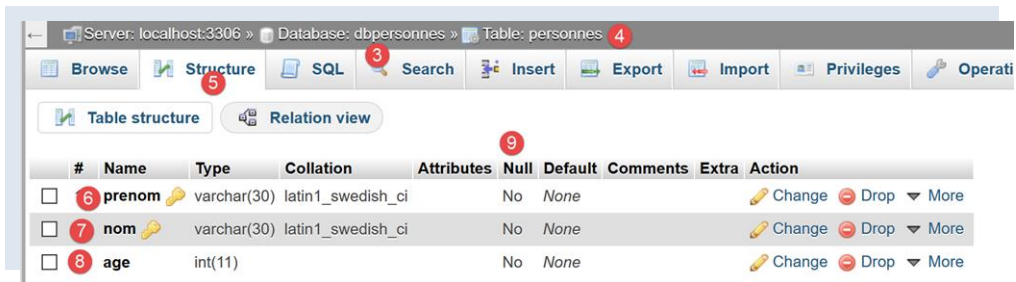 ← Server: localhost:3306 » Database: dbpersonnes » Table: personnes 4
3
Browse Structure SQL Search Insert Export Import Privileges Operati
5
Table structure Relation view
9
# Name Type Collation Attributes Null Default Comments Extra Action
6 prenom varchar(30) latin1_swedish_ci No None Change Drop More
7 nom varchar(30) latin1_swedish_ci No None Change Drop More
8 age int(11) No None Change Drop More